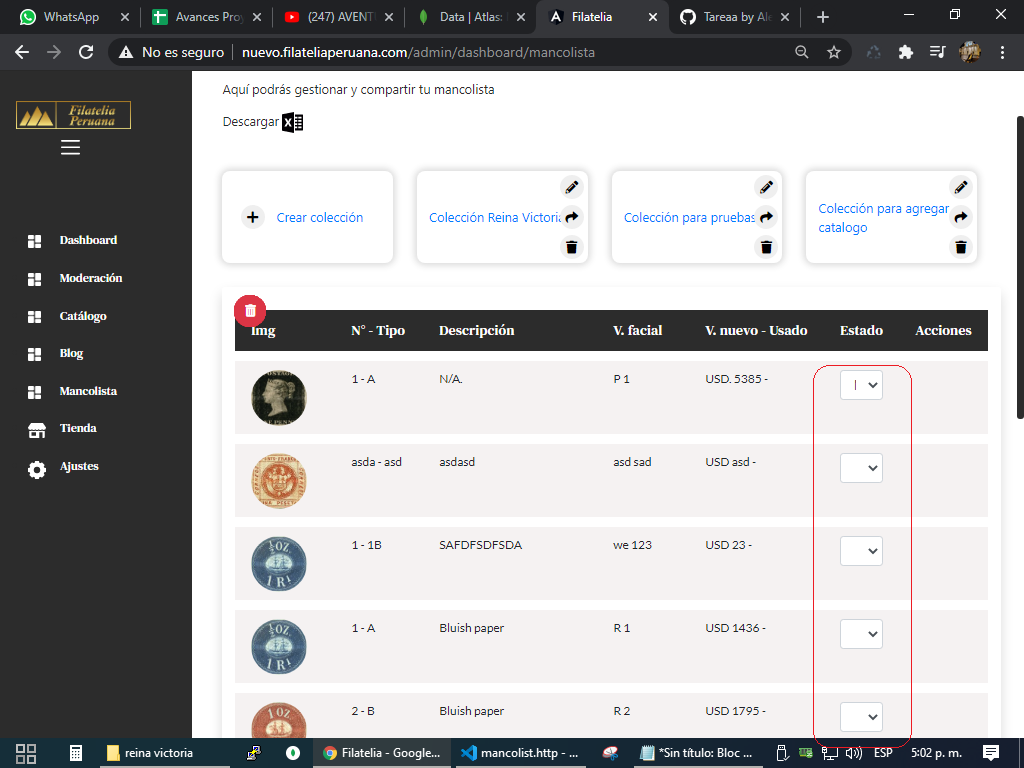 WhatsApp
Avances Proy
(247) AVENT
Data | Atlas:
Filatelia
Tareaa by Ale
No es seguro
nuevo.filateliaperuana.com/admin/dashboard/mancolista
Filatelia
Peruana
Dashboard
Moderación
Catálogo
Blog
Mancolista
Tienda
Ajustes
Aquí podrás gestionar y compartir tu mancolista
Descargar
Crear colección
Colección Reina Victoria
Colección para pruebas
Colección para agregar
catalogo
Img N° - Tipo Descripción V. facial V. nuevo - Usado Estado Acciones
1 - A N/A. P 1 USD. 5385 - |
asda - asd asdasd asd sad USD asd -
1 - 1B SAFDFSDFSDA we 123 USD 23 -
1 - A Bluish paper R 1 USD 1436 -
2 - B Bluish paper R 2 USD 1795 -
reina victoria
Filatelia - Google...
mancolist.http - ...
*Sin título: Bloc ...
ESP
5:02 p. m.